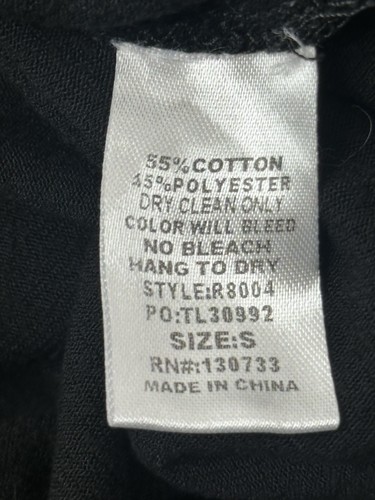 55%COTTON
45%POLYESTER
DRY CLEAN ONLY
COLOR WILL BLEED
NO BLEACH
HANG TO DRY
STYLE:R8004
PO:TL30992
SIZE:S
RN#:130733
MADE IN CHINA